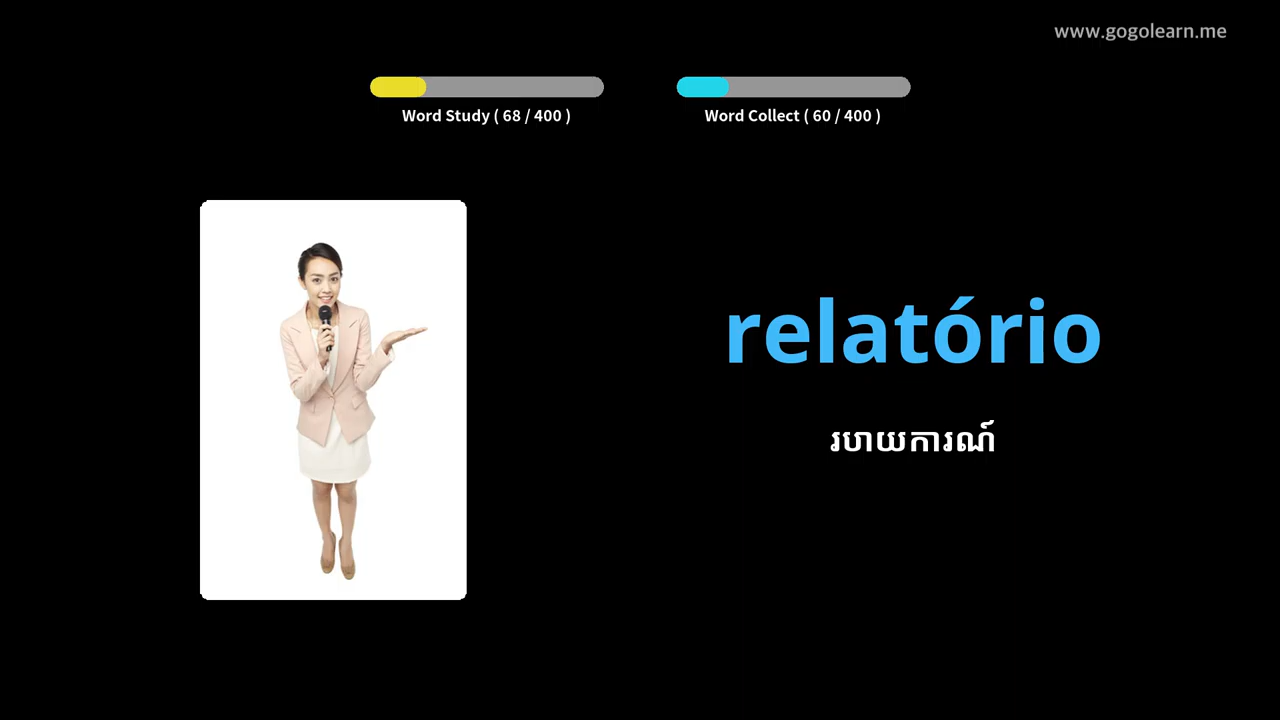 www.gogolearn.me
Word Study ( 68 / 400 )
Word Collect ( 60 / 400 )
relatório
របាយការណ៍